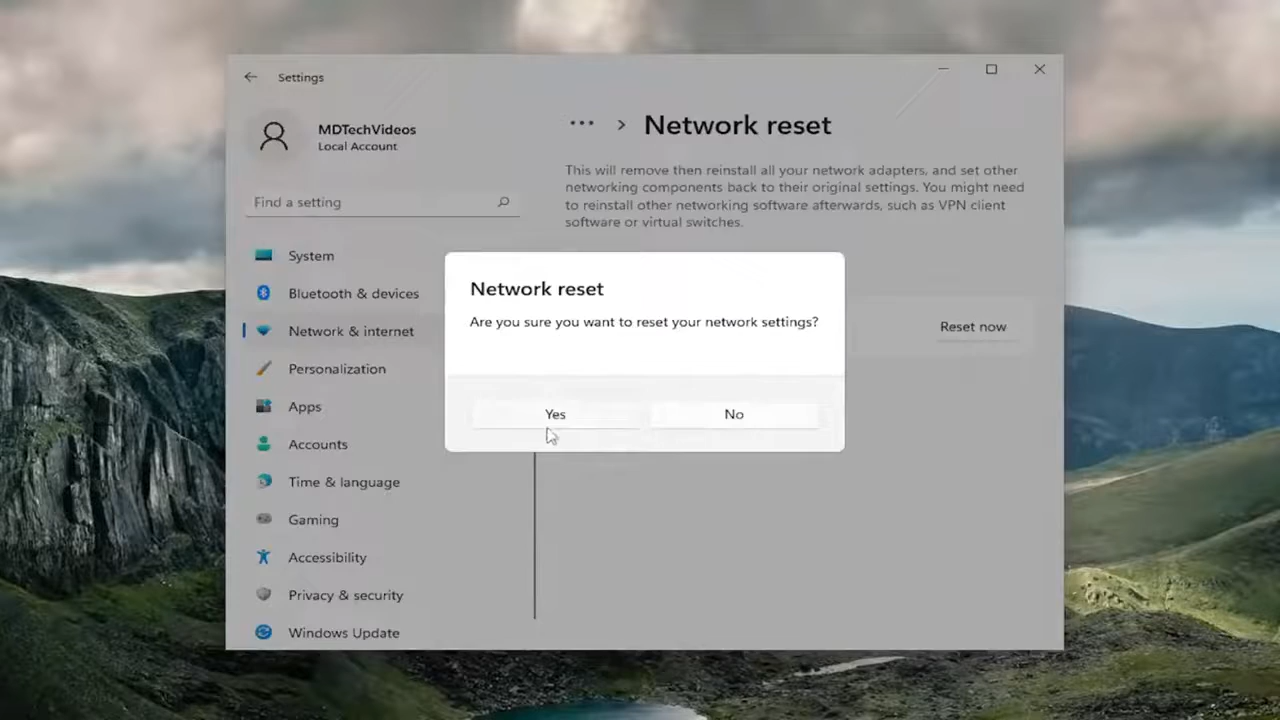 Settings
MDTechVideos
Local Account
Find a setting
System
Bluetooth & devices
Network & internet
Personalization
Apps
Accounts
Time & language
Gaming
Accessibility
Privacy & security
Windows Update
··· > Network reset
This will remove then reinstall all your network adapters, and set other
networking components back to their original settings. You might need
to reinstall other networking software afterwards, such as VPN client
software or virtual switches.
Reset now
Network reset
Are you sure you want to reset your network settings?
Yes
No